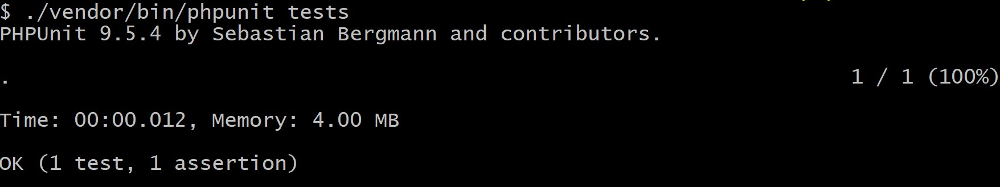 $ ./vendor/bin/phpunit tests
PHPUnit 9.5.4 by Sebastian Bergmann and contributors.
. 1 / 1 (100%)
Time: 00:00.012, Memory: 4.00 MB
OK (1 test, 1 assertion)